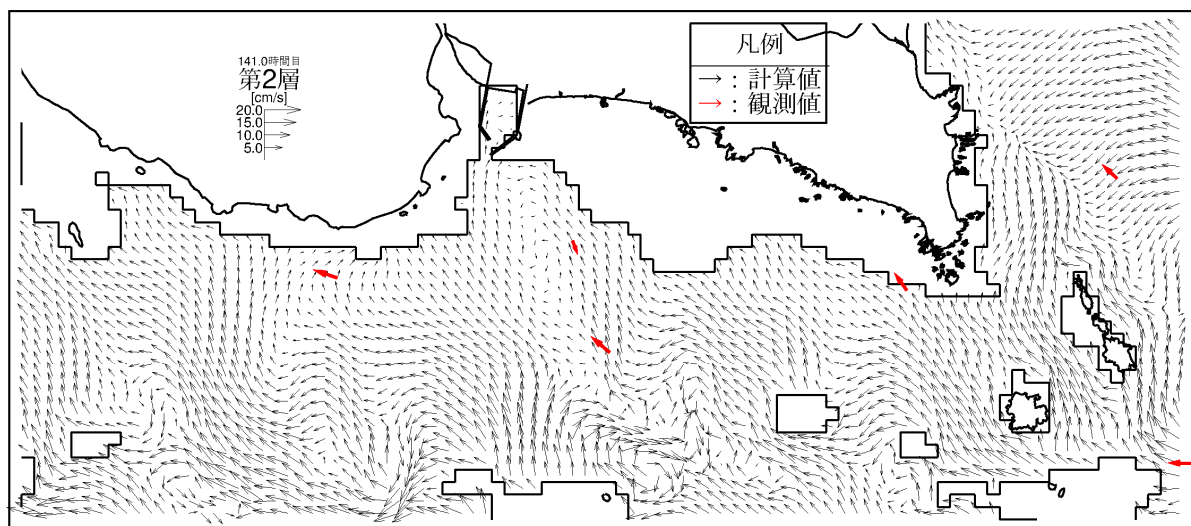 141.0時間目
第2層
[cm/s]
20.0
15.0
10.0
5.0
凡例
→ : 計算値
→ : 観測値